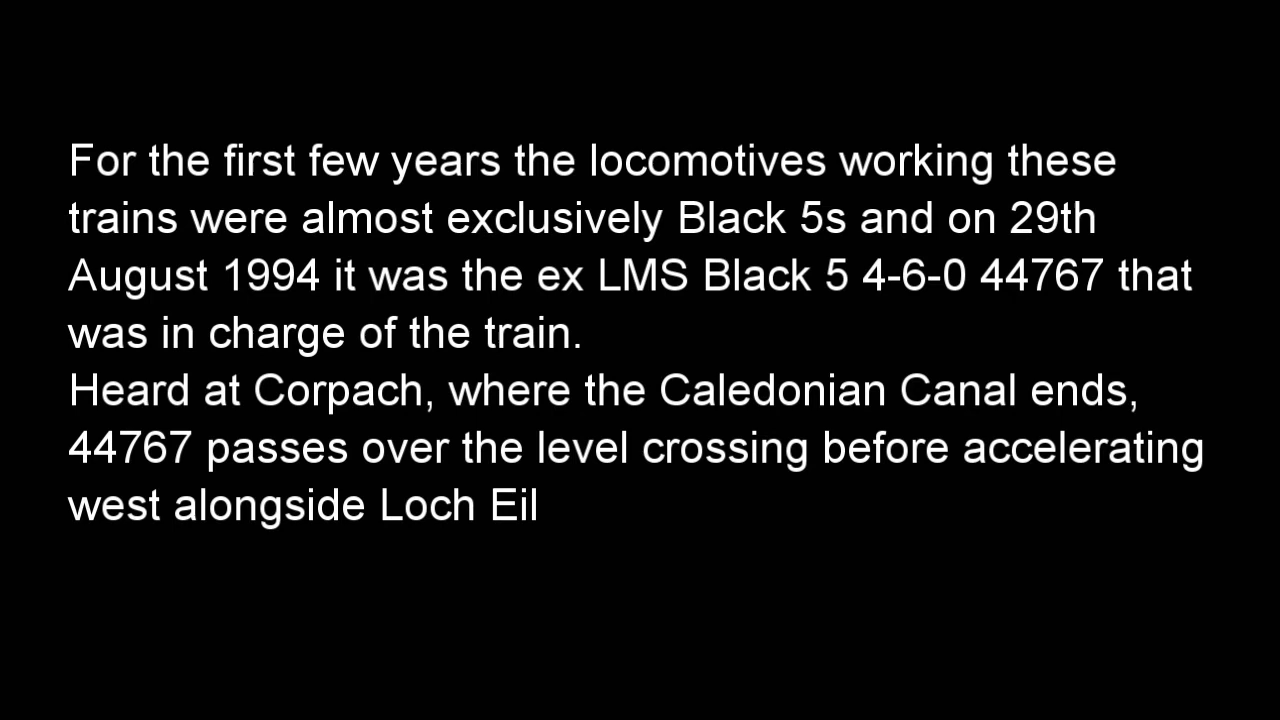 For the first few years the locomotives working these
trains were almost exclusively Black 5s and on 29th
August 1994 it was the ex LMS Black 5 4-6-0 44767 that
was in charge of the train.
Heard at Corpach, where the Caledonian Canal ends,
44767 passes over the level crossing before accelerating
west alongside Loch Eil